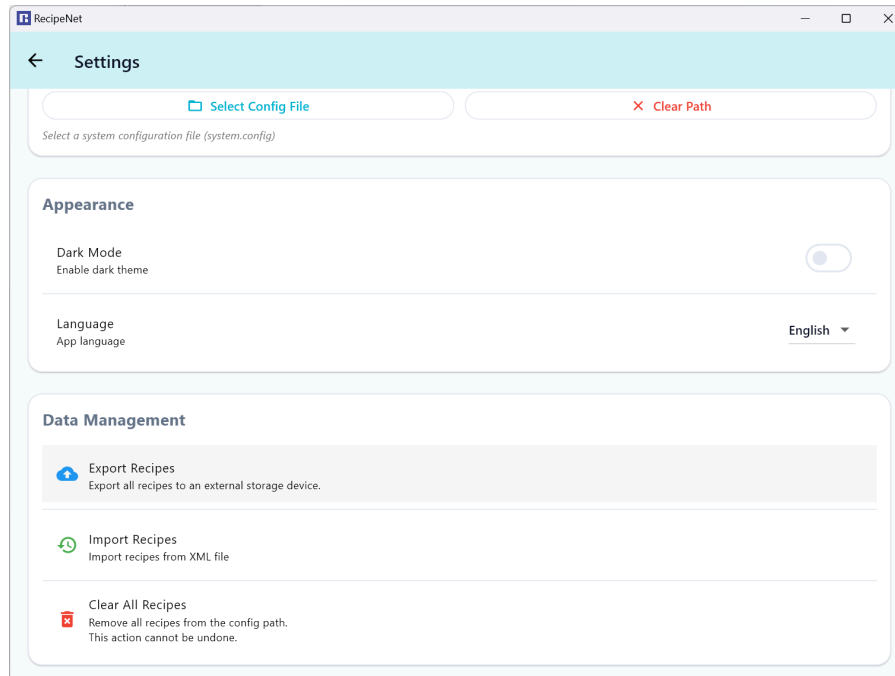 RecipeNet
Settings
Select Config File
Clear Path
Select a system configuration file (system.config)
Appearance
Dark Mode
Enable dark theme
Language
App language
English
Data Management
Export Recipes
Export all recipes to an external storage device.
Import Recipes
Import recipes from XML file
Clear All Recipes
Remove all recipes from the config path.
This action cannot be undone.